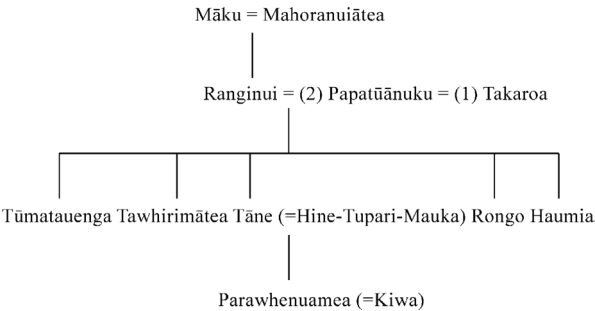 Māku = Mahoranuiātea
Ranginui = (2) Papatūānuku = (1) Takaroa
Tūmatauenga Tawhirimātea Tāne (=Hine-Tupari-Mauka) Rongo Haumia
Parawhenuamea (=Kiwa)